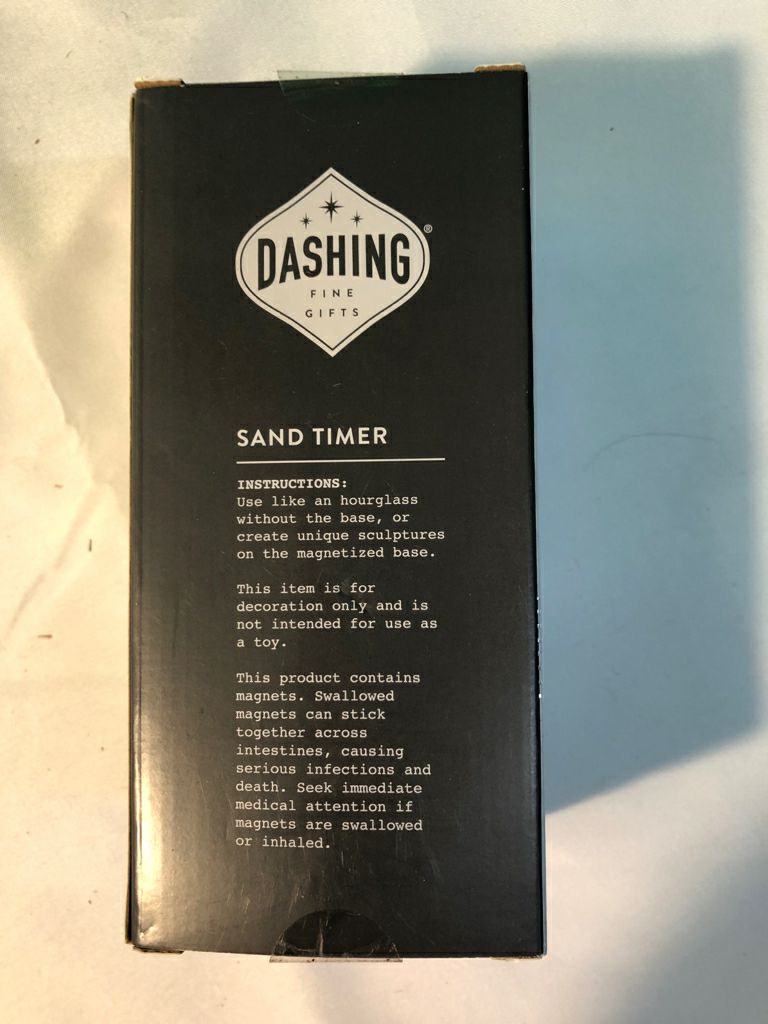 DASHING
®
FINE
GIFTS
SAND TIMER
INSTRUCTIONS:
Use like an hourglass
without the base, or
create unique sculptures
on the magnetized base.
This item is for
decoration only and is
not intended for use as
a toy.
This product contains
magnets. Swallowed
magnets can stick
together across
intestines, causing
serious infections and
death. Seek immediate
medical attention if
magnets are swallowed
or inhaled.